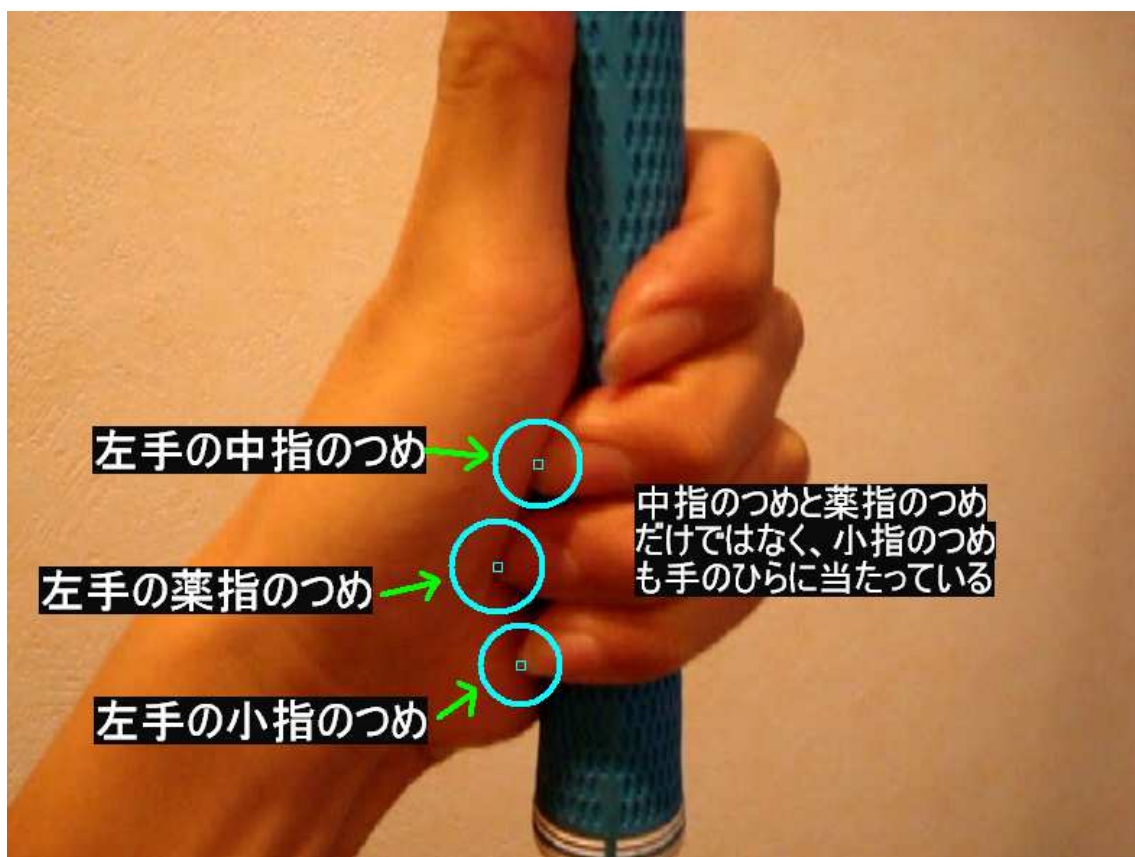 左手の中指のつめ
中指のつめと薬指のつめ
だけではなく、小指のつめ
も手のひらに当たっている
左手の薬指のつめ
左手の小指のつめ